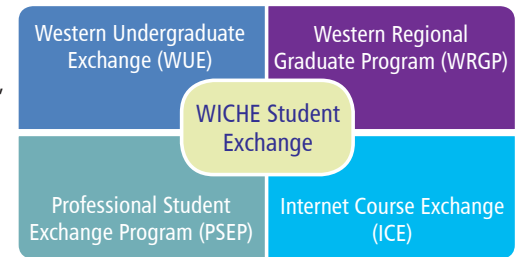 Western Undergraduate
Exchange (WUE)
Western Regional
Graduate Program (WRGP)
WICHE Student
Exchange
Professional Student
Exchange Program (PSEP)
Internet Course Exchange
(ICE)